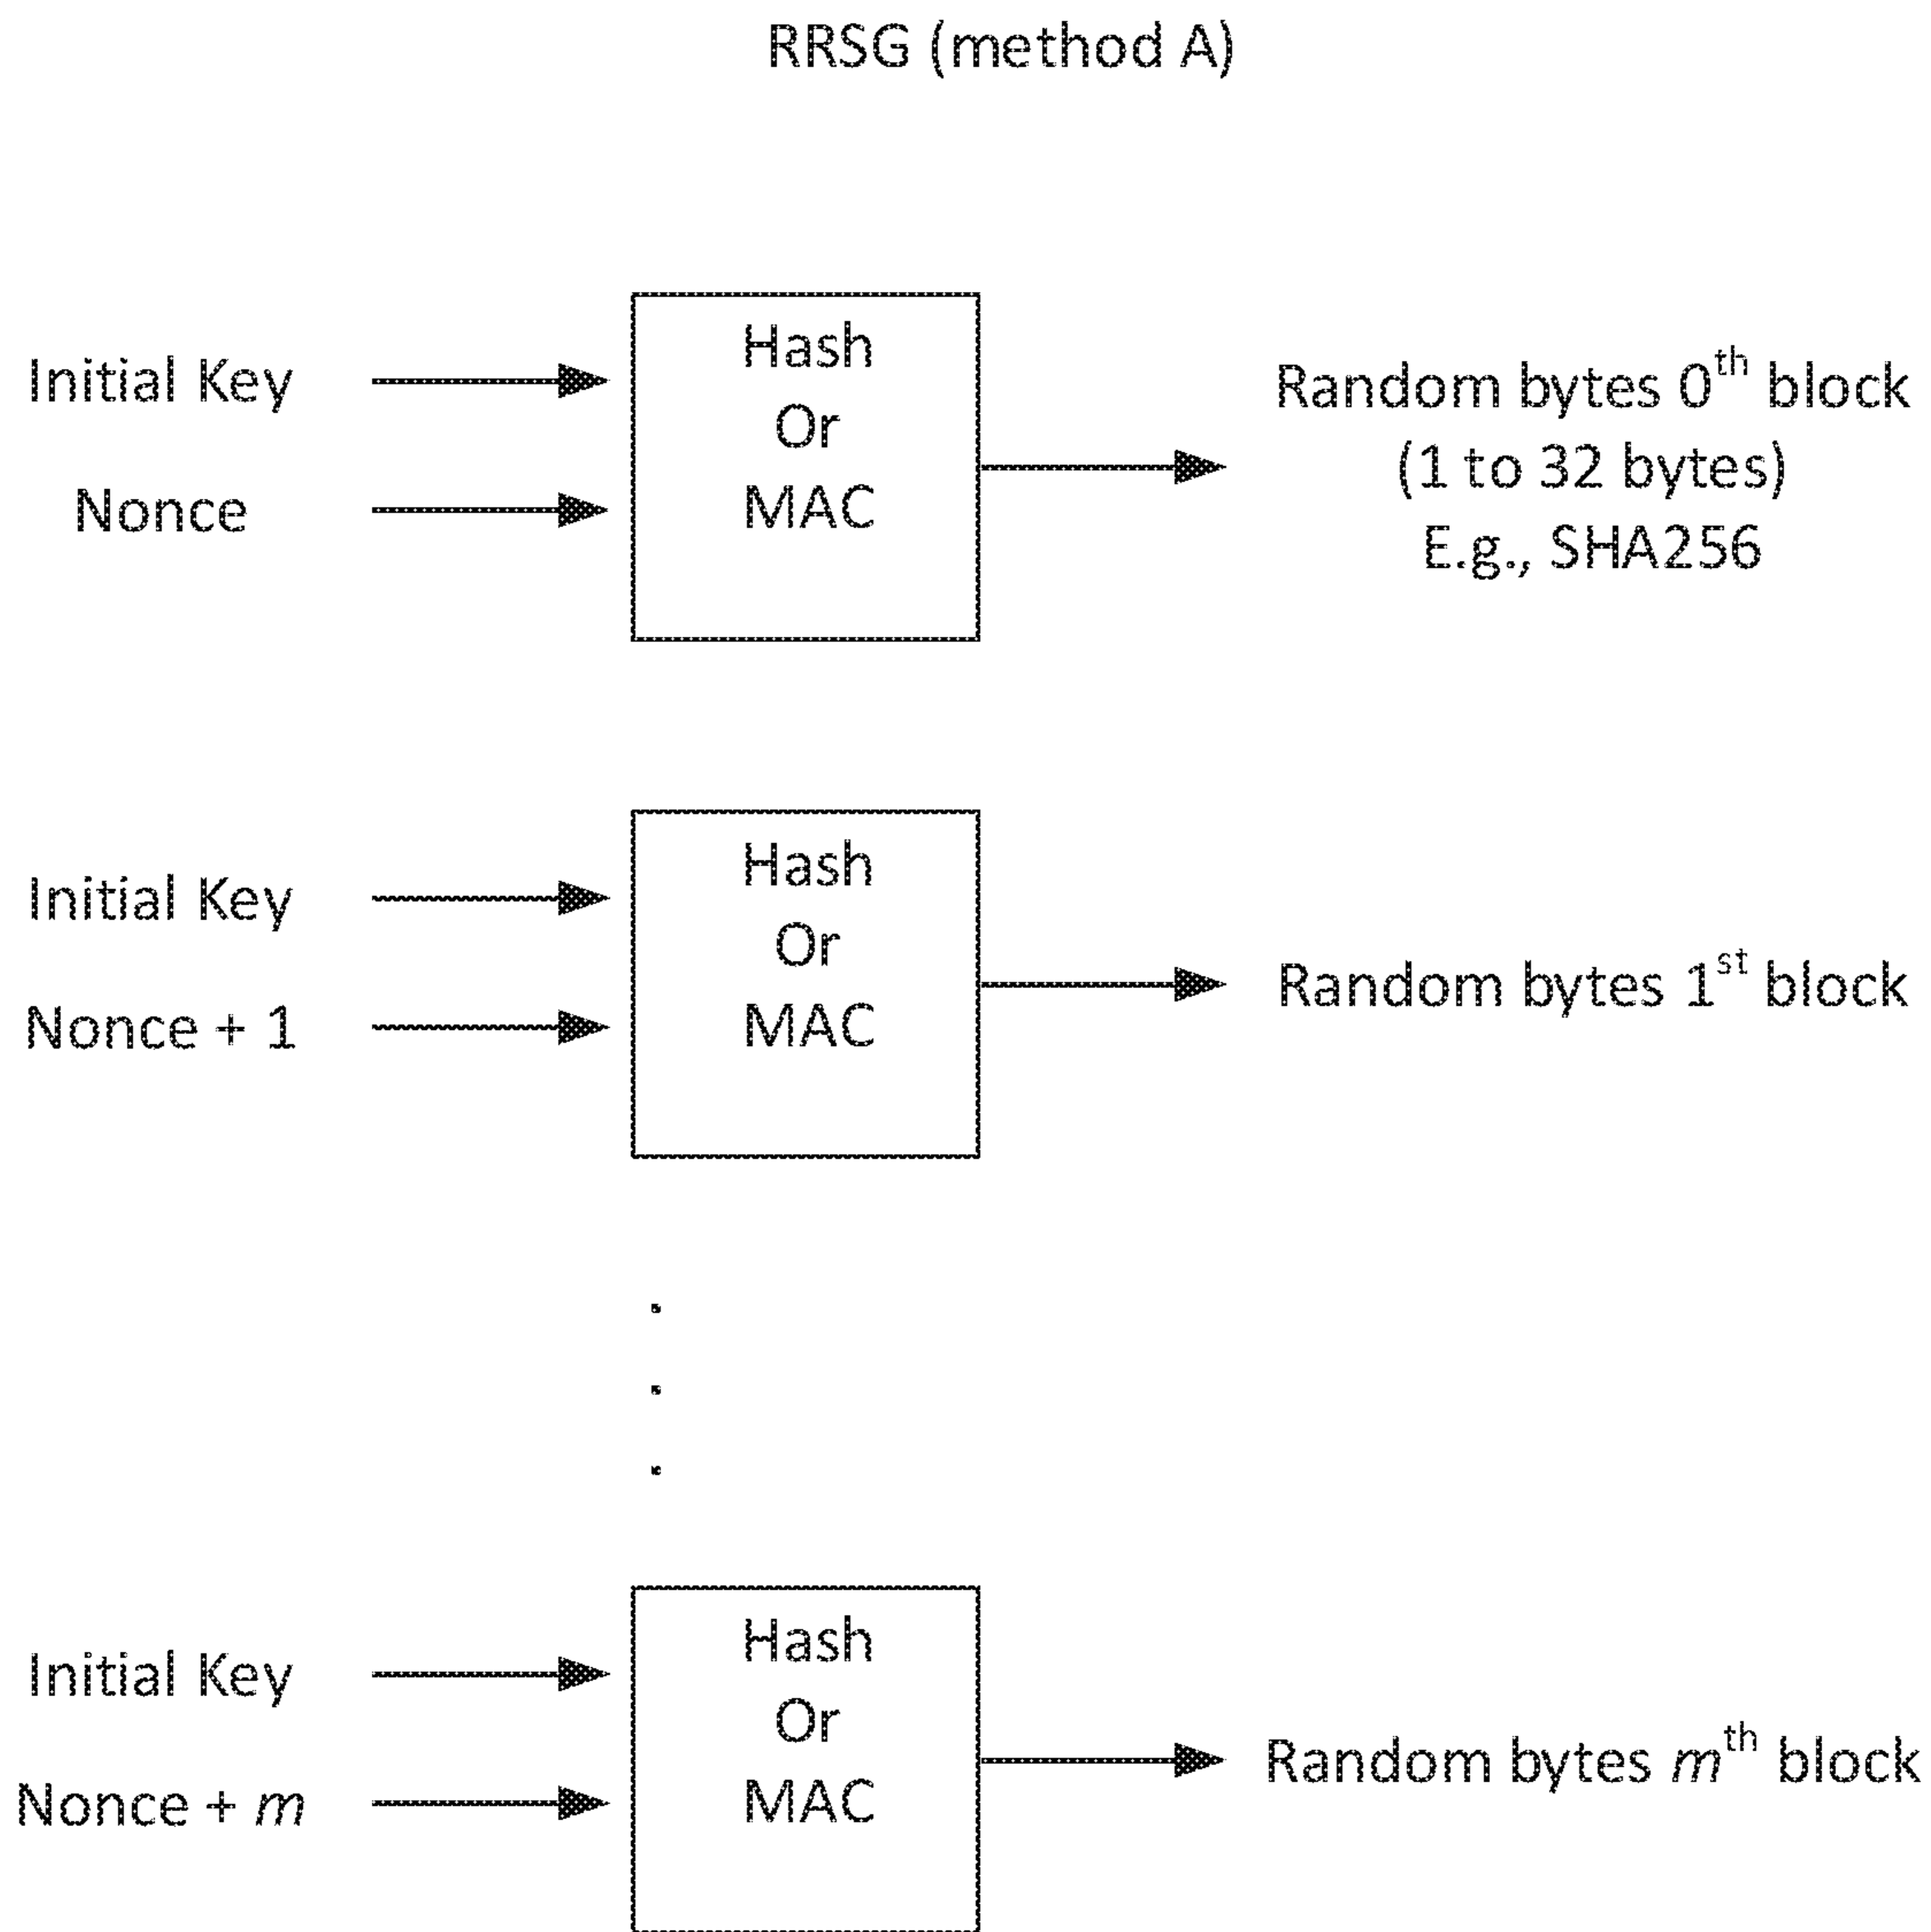 RRSG (method A)
Initial Key
Nonce
Hash
Or
MAC
Random bytes 0th block
(1 to 32 bytes)
E.g., SHA256
Initial Key
Nonce + 1
Hash
Or
MAC
Random bytes 1st block
.
.
.
Initial Key
Nonce + m
Hash
Or
MAC
Random bytes mth block